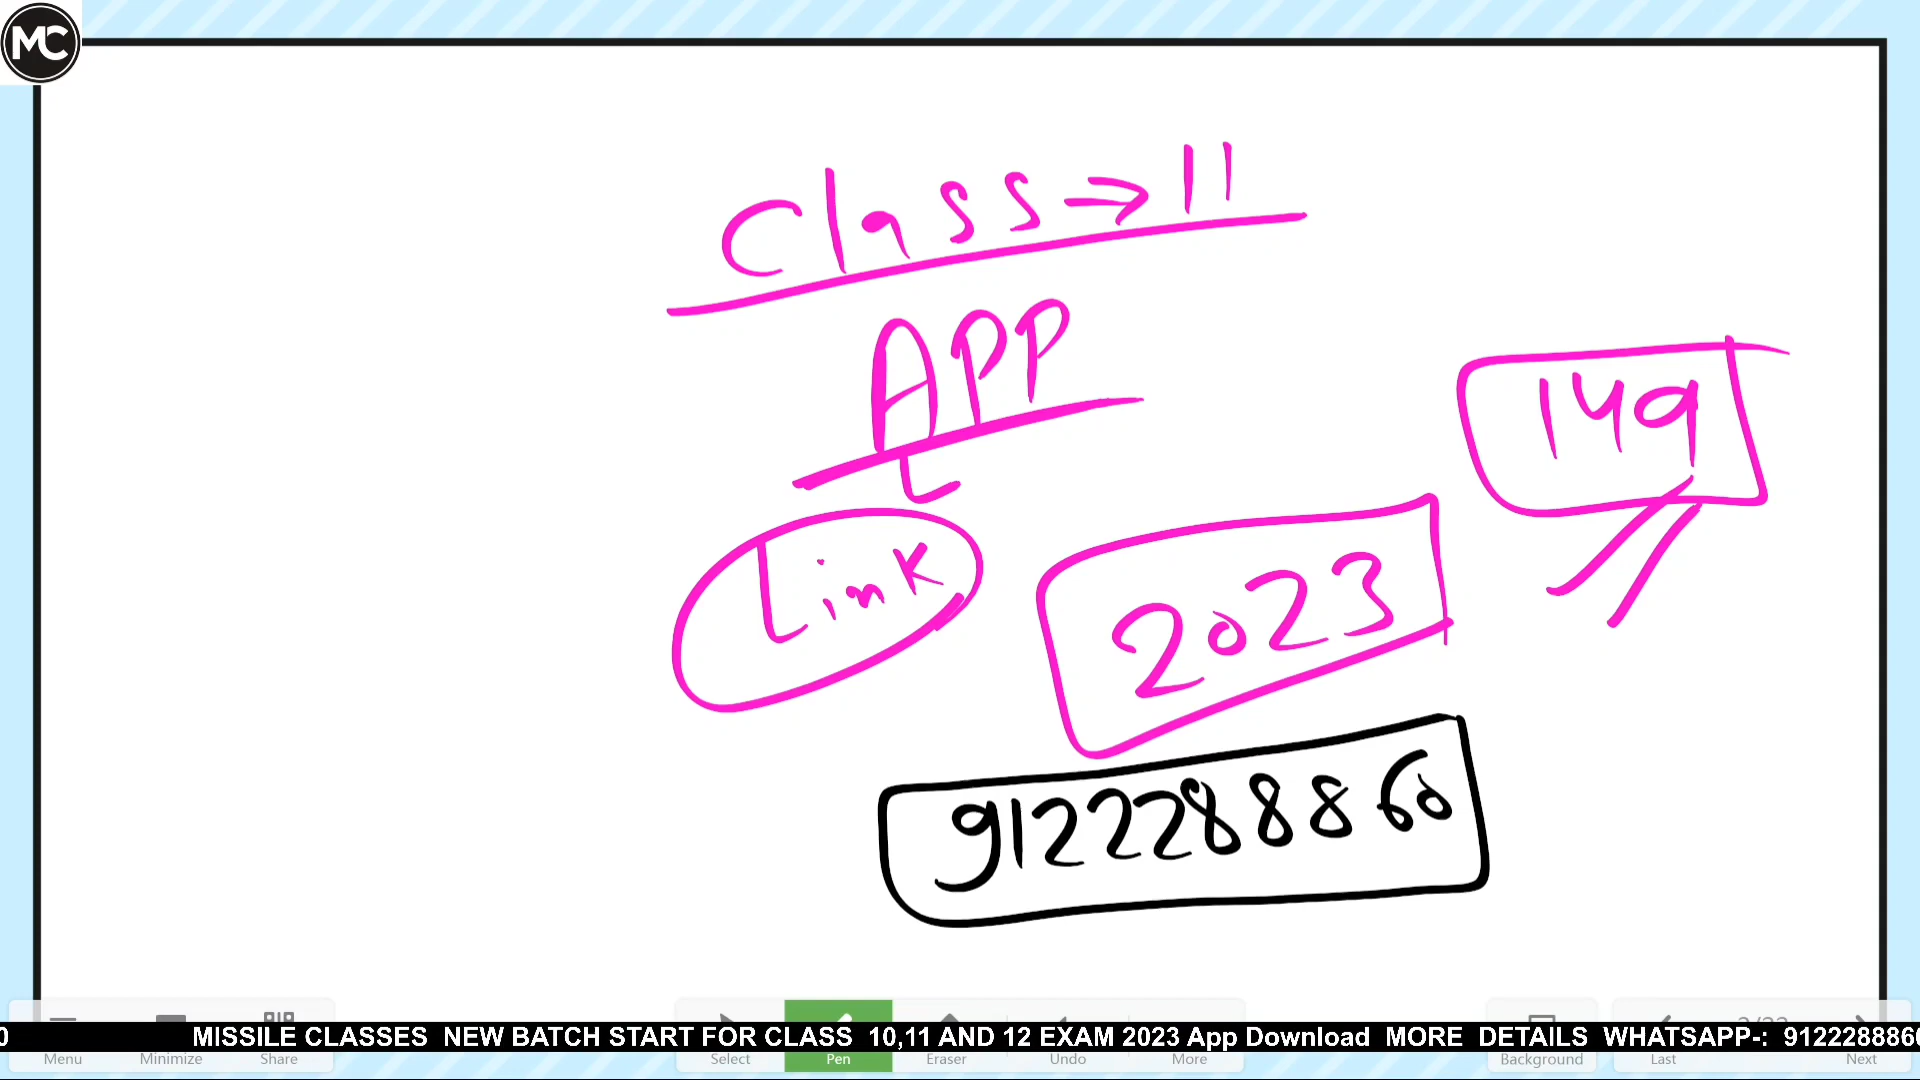 MC
Class → 11
APP
149
Link
2023
9122288860
0 MISSILE CLASSES NEW BATCH START FOR CLASS 10,11 AND 12 EXAM 2023 App Download MORE DETAILS WHATSAPP-: 912228886
Menu Minimize Share Select Pen Eraser Undo More Background Last Next